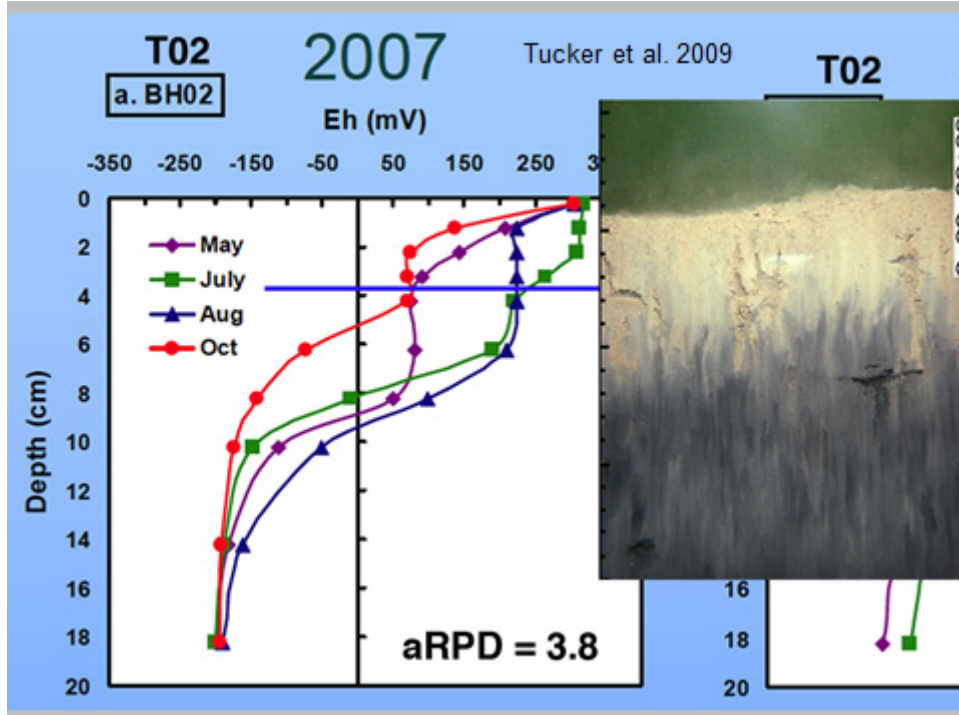 T02
2007
Tucker et al. 2009
T02
a. BH02
Eh (mV)
-350 -250 -150 -50 50 150 250
0
2
4
6
8
10
12
14
16
18
20
Depth (cm)
May
July
Aug
Oct
aRPD = 3.8
16
18
20